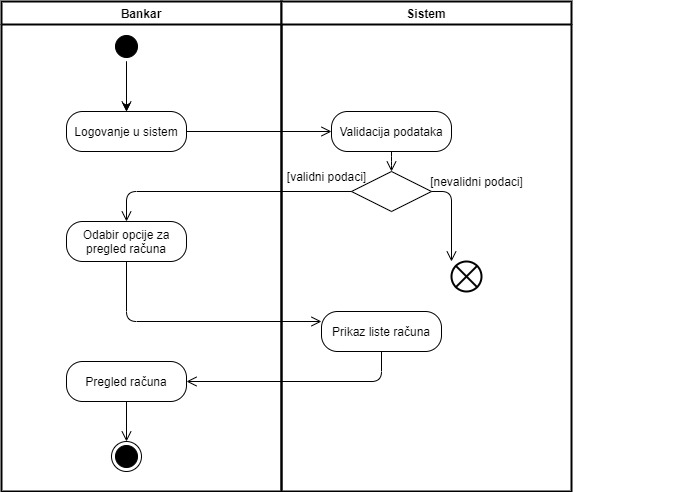 Bankar
Sistem
Logovanje u sistem
Validacija podataka
[validni podaci]
[nevalidni podaci]
Odabir opcije za
pregled računa
Prikaz liste računa
Pregled računa